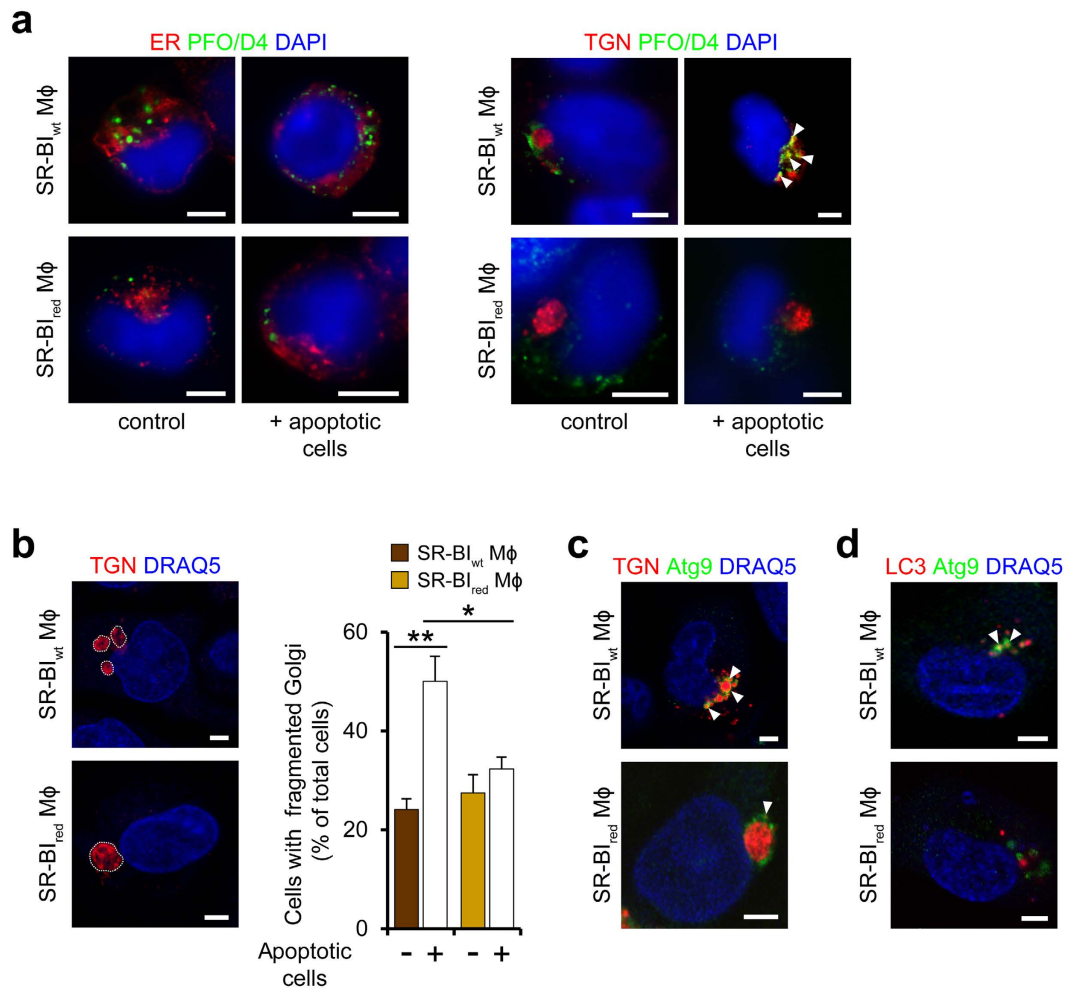 a
ER PFO/D4 DAPI
TGN PFO/D4 DAPI
SR-BIwt Mϕ
SR-BIwt Mϕ
SR-BIred Mϕ
SR-BIred Mϕ
control
+ apoptotic
cells
control
+ apoptotic
cells
b
TGN DRAQ5
SR-BIwt Mϕ
SR-BIred Mϕ
SR-BIwt Mϕ
SR-BIred Mϕ
Cells with fragmented Golgi
(% of total cells)
60
40
20
0
**
*
Apoptotic
cells
- + - +
c
TGN Atg9 DRAQ5
SR-BIwt Mϕ
SR-BIred Mϕ
d
LC3 Atg9 DRAQ5
SR-BIwt Mϕ
SR-BIred Mϕ